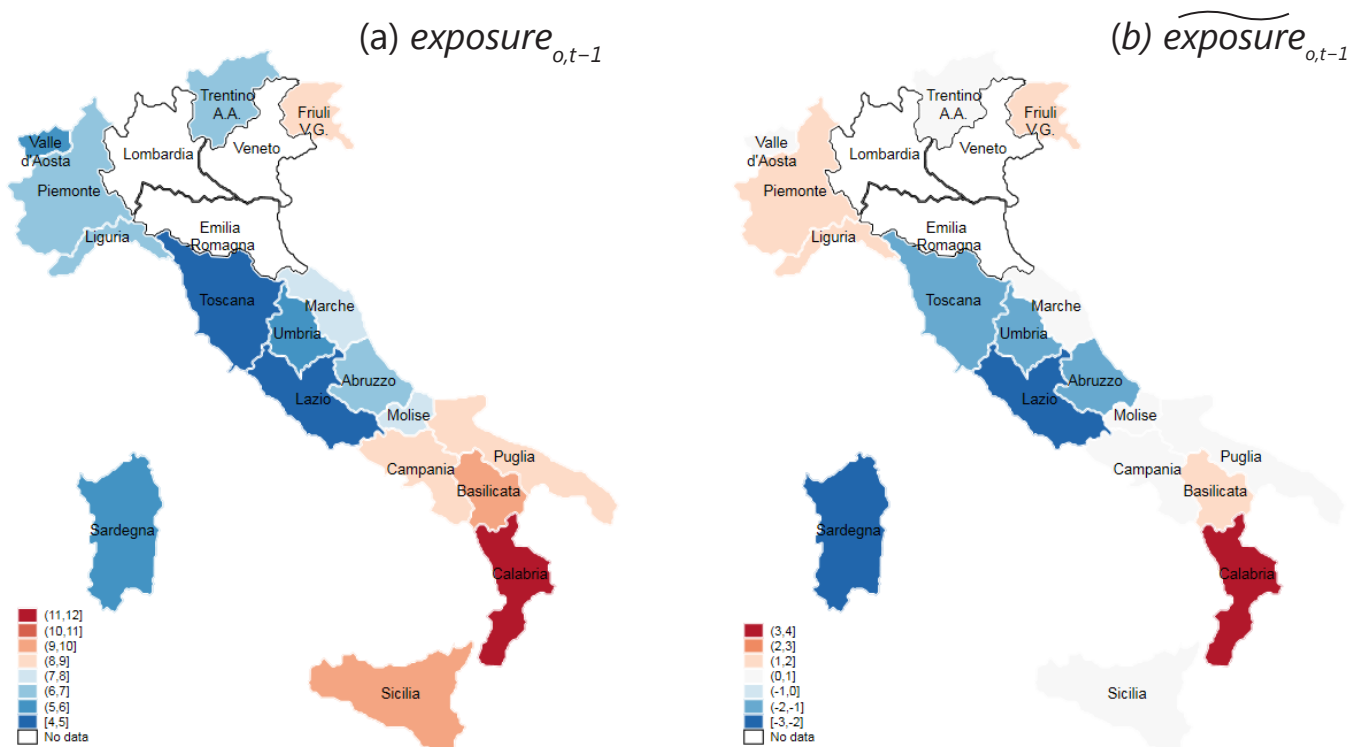 (a) exposure o,t−1
Trentino
A.A.
Friuli
V.G.
Valle
d'Aosta
Lombardia
Veneto
Piemonte
Emilia
-Romagna
Liguria
Toscana
Marche
Umbria
Abruzzo
Lazio
Molise
Puglia
Campania
Basilicata
Sardegna
Calabria
Sicilia
(11,12]
(10,11]
(9,10]
(8,9]
(7,8]
(6,7]
(5,6]
[4,5]
No data
(b) exposure o,t−1
Trentino
A.A.
Friuli
V.G.
Valle
d'Aosta
Lombardia
Veneto
Piemonte
Emilia
-Romagna
Liguria
Toscana
Marche
Umbria
Abruzzo
Lazio
Molise
Puglia
Campania
Basilicata
Sardegna
Calabria
Sicilia
(3,4]
(2,3]
(1,2]
(0,1]
(-1,0]
(-2,-1]
[-3,-2]
No data